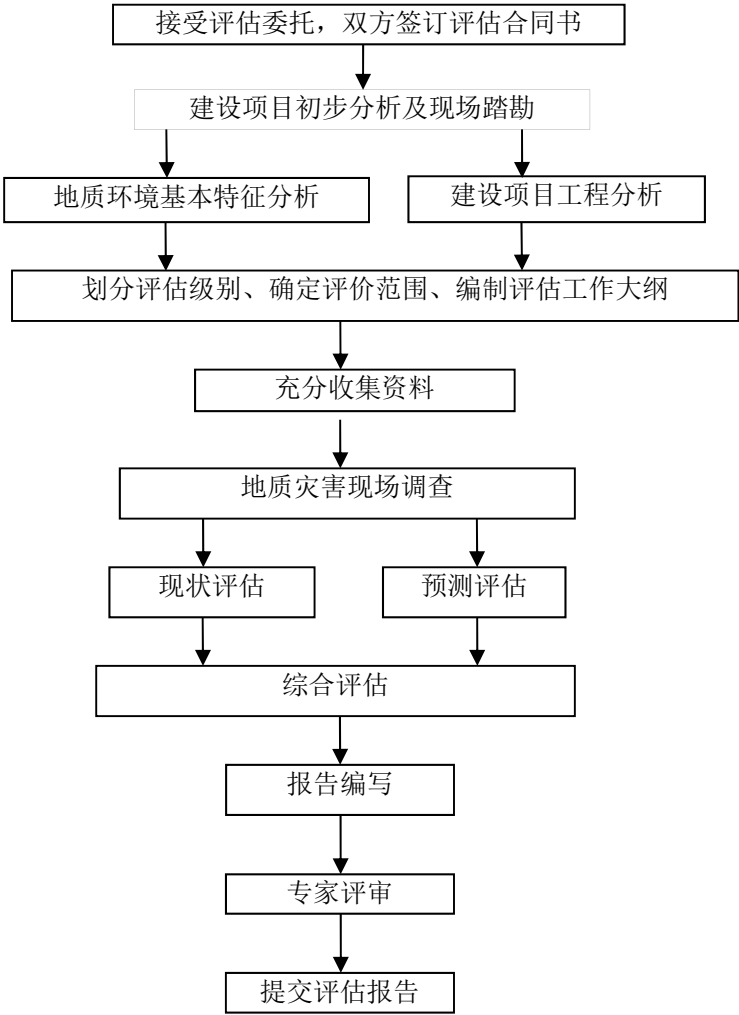 接受评估委托，双方签订评估合同书
建设项目初步分析及现场踏勘
地质环境基本特征分析
建设项目工程分析
划分评估级别、确定评价范围、编制评估工作大纲
充分收集资料
地质灾害现场调查
现状评估
预测评估
综合评估
报告编写
专家评审
提交评估报告